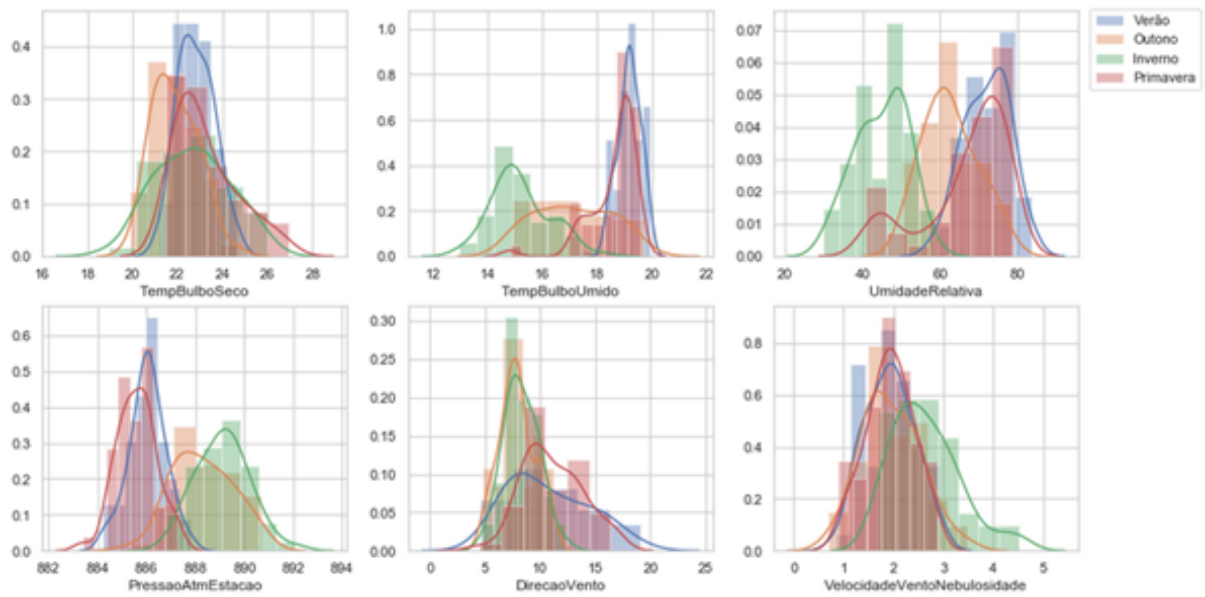 0.4
0.3
0.2
0.1
0.0
16 18 20 22 24 26 28
TempBulboSeco
1.0
0.8
0.6
0.4
0.2
0.0
12 14 16 18 20 22
TempBulboUmido
0.07
0.06
0.05
0.04
0.03
0.02
0.01
0.00
20 40 60 80
UmidadeRelativa
Verão
Outono
Inverno
Primavera
0.6
0.5
0.4
0.3
0.2
0.1
0.0
882 884 886 888 890 892 894
PressaoAtmEstacao
0.30
0.25
0.20
0.15
0.10
0.05
0.00
0 5 10 15 20 25
DirecaoVento
0.8
0.6
0.4
0.2
0.0
0 1 2 3 4 5
VelocidadeVentoNebulosidade